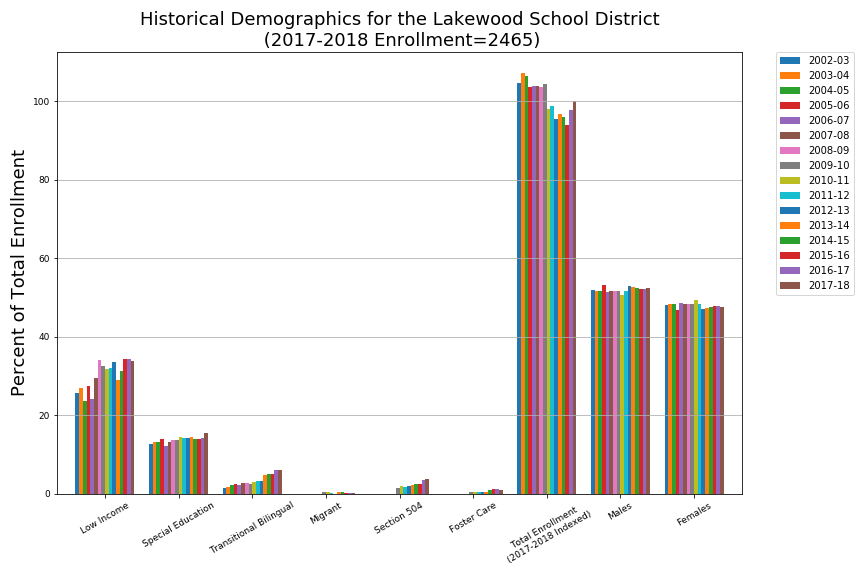 Historical Demographics for the Lakewood School District
(2017-2018 Enrollment=2465)
Percent of Total Enrollment
100
80
60
40
20
0
Low Income
Special Education
Transitional Bilingual
Migrant
Section 504
Foster Care
Total Enrollment
(2017-2018 Indexed)
Males
Females
2002-03
2003-04
2004-05
2005-06
2006-07
2007-08
2008-09
2009-10
2010-11
2011-12
2012-13
2013-14
2014-15
2015-16
2016-17
2017-18